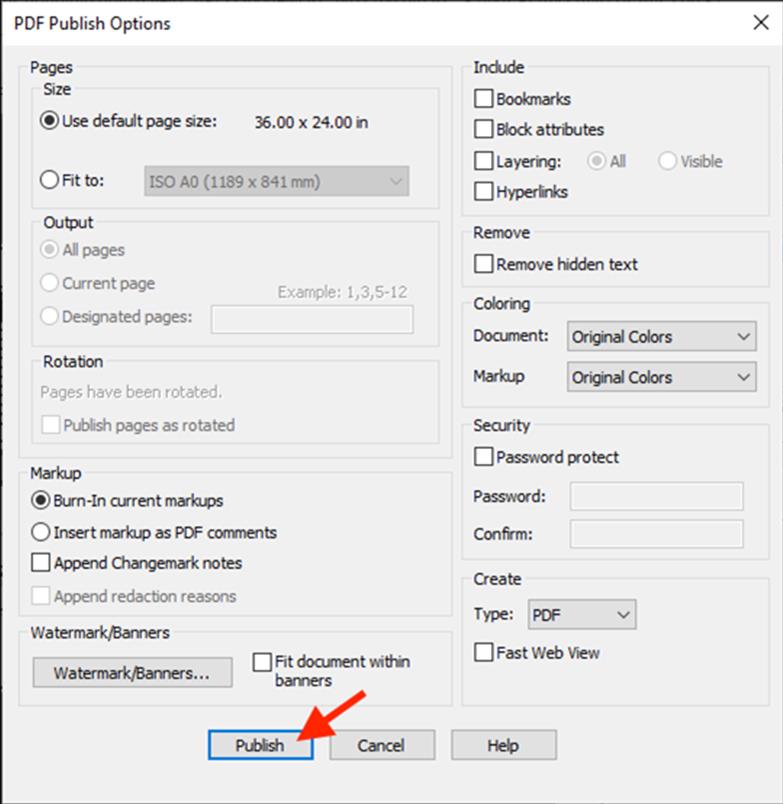 PDF Publish Options
Pages
Size
Use default page size: 36.00 x 24.00 in
Fit to: ISO A0 (1189 x 841 mm)
Output
All pages
Current page
Example: 1,3,5-12
Designated pages:
Rotation
Pages have been rotated.
Publish pages as rotated
Markup
Burn-In current markups
Insert markup as PDF comments
Append Changemark notes
Append redaction reasons
Watermark/Banners
Watermark/Banners...
Fit document within
banners
Include
Bookmarks
Block attributes
Layering: All Visible
Hyperlinks
Remove
Remove hidden text
Coloring
Document: Original Colors
Markup Original Colors
Security
Password protect
Password:
Confirm:
Create
Type: PDF
Fast Web View
Publish Cancel Help